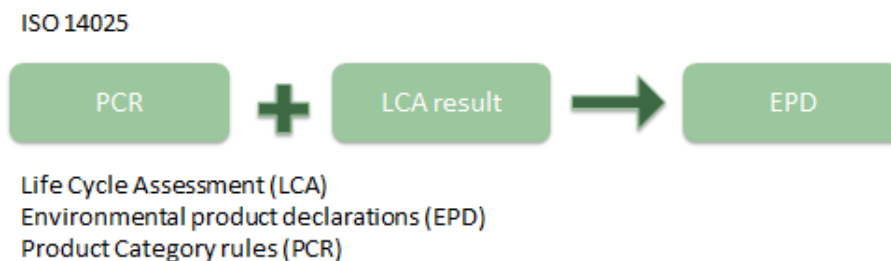 ISO 14025
PCR
LCA result
EPD
Life Cycle Assessment (LCA)
Environmental product declarations (EPD)
Product Category rules (PCR)